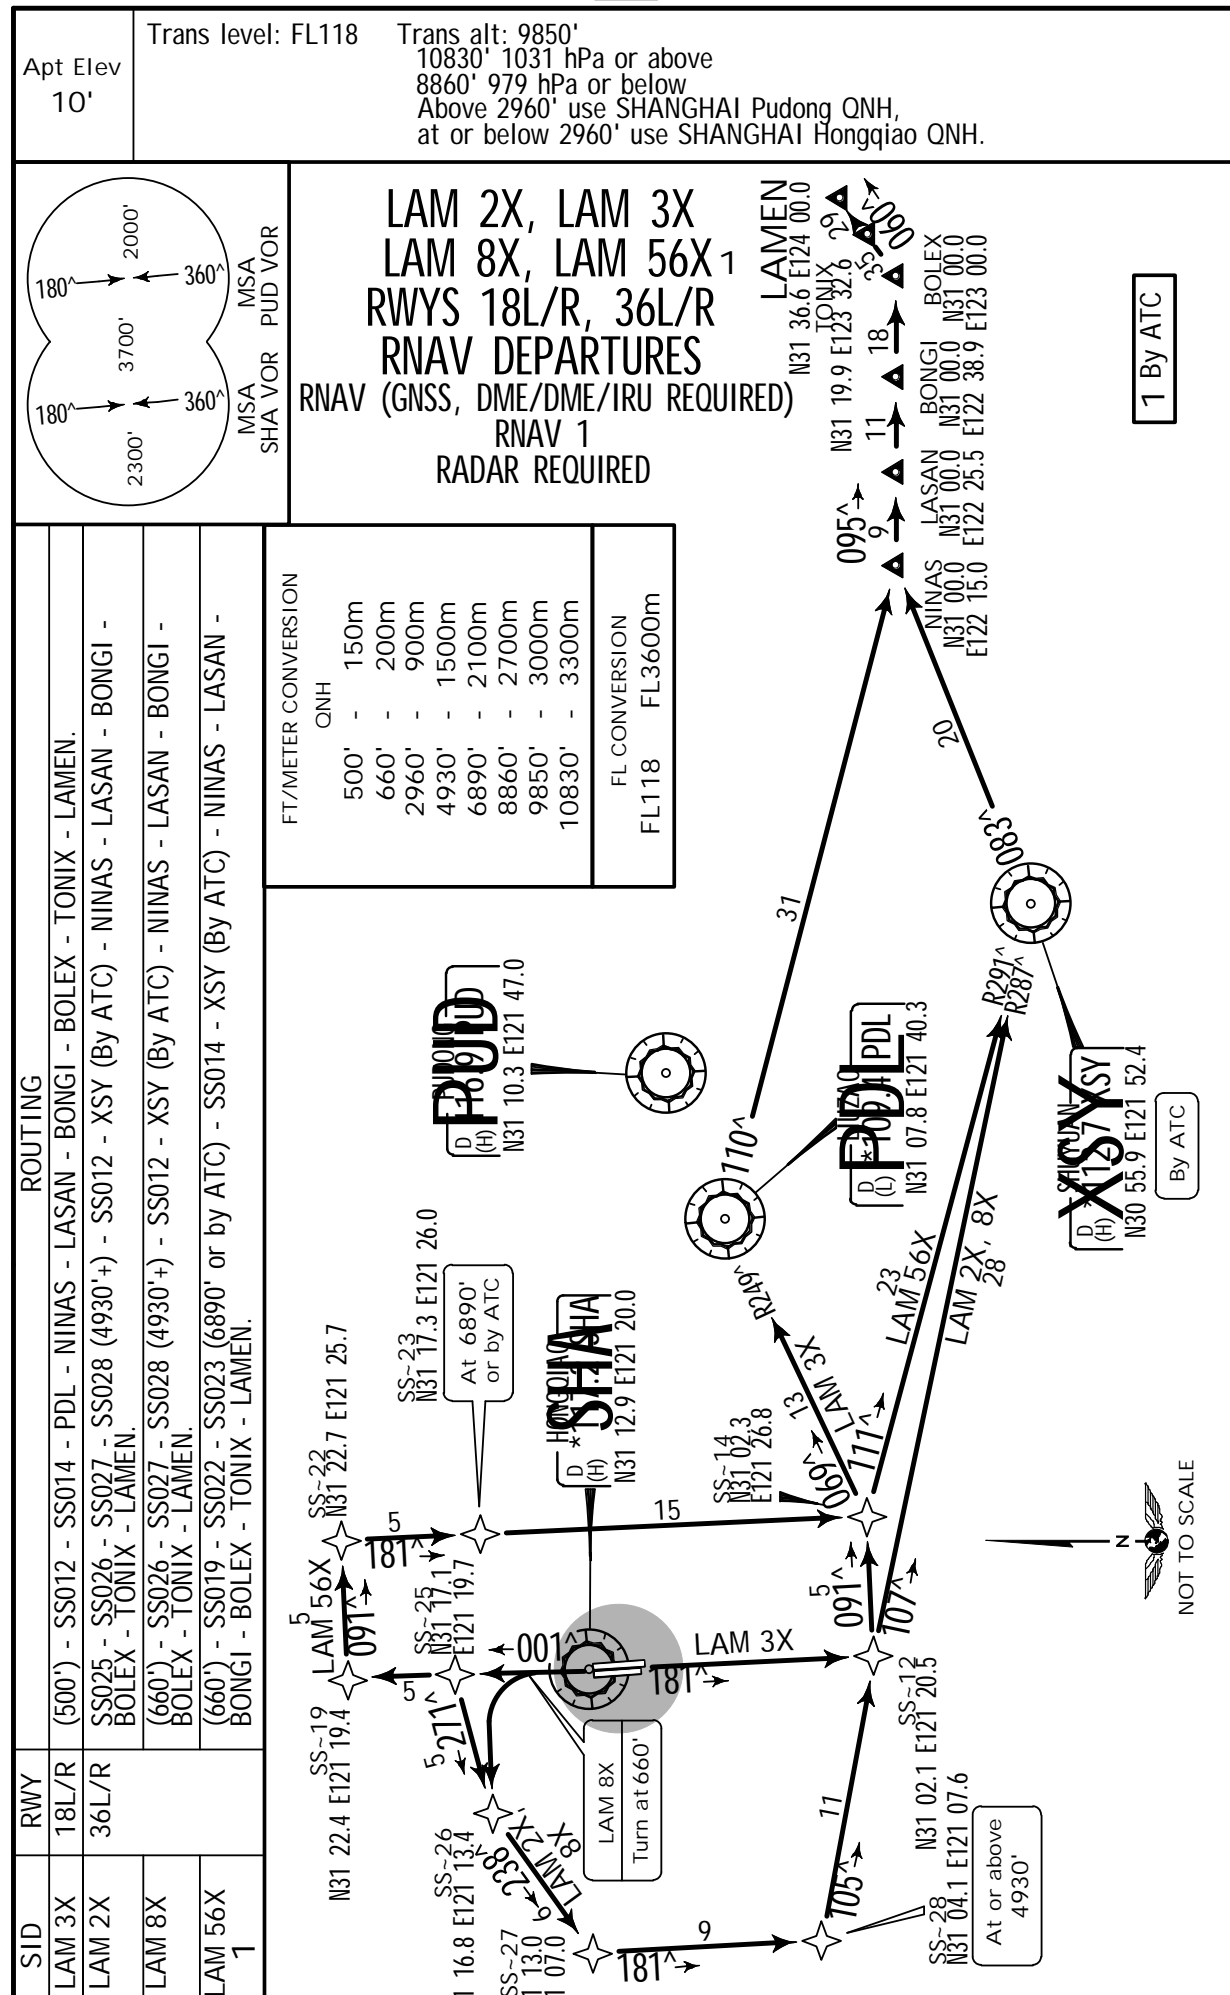 Apt Elev
10'
Trans level: FL118 Trans alt: 9850'
10830' 1031 hPa or above
8860' 979 hPa or below
Above 2960' use SHANGHAI Pudong QNH,
at or below 2960' use SHANGHAI Hongqiao QNH.
180^ 2000' 360^
3700'
180^ 2300' 360^
MSA
PUD VOR
MSA
SHA VOR
LAM 2X, LAM 3X
LAM 8X, LAM 56X 1
RWYS 18L/R, 36L/R
RNAV DEPARTURES
RNAV (GNSS, DME/DME/IRU REQUIRED)
RNAV 1
RADAR REQUIRED
1 By ATC
SID RWY ROUTING
LAM 3X 18L/R (500') - SS012 - SS014 - PDL - NINAS - LASAN - BONGI - BOLEX - TONIX - LAMEN.
LAM 2X 36L/R SS025 - SS026 - SS027 - SS028 (4930'+) - SS012 - XSY (By ATC) - NINAS - LASAN - BONGI -
BOLEX - TONIX - LAMEN.
LAM 8X (660') - SS026 - SS027 - SS028 (4930'+) - SS012 - XSY (By ATC) - NINAS - LASAN - BONGI -
BOLEX - TONIX - LAMEN.
LAM 56X (660') - SS019 - SS022 - SS023 (6890' or by ATC) - SS014 - XSY (By ATC) - NINAS - LASAN -
1 BONGI - BOLEX - TONIX - LAMEN.
FT/METER CONVERSION
QNH
500' - 150m
660' - 200m
2960' - 900m
4930' - 1500m
6890' - 2100m
8860' - 2700m
9850' - 3000m
10830' - 3300m
FL CONVERSION
FL118 FL3600m
LAMEN
N31 36.6 E124 00.0
TONIX
N31 19.9 E123 32.6
29
35
060^
BOLEX
N31 00.0
E123 00.0
18
BONGI
N31 00.0
E122 38.9
11
LASAN
N31 00.0
E122 25.5
095^
9
NINAS
N31 00.0
E122 15.0
31
20
083^
110^
PUD
D
(H)
N31 10.3 E121 47.0
PDL
D
(L)
PDL
N31 07.8 E121 40.3
XSY
D
(H)
XSY
N30 55.9 E121 52.4
By ATC
R291^
R287^
23
LAM 56X
LAM 2X, 8X
28
R249^
13
LAM 3X
069^
111^
SS~14
N31 02.3
E121 26.8
SHA
D
(H)
N31 12.9 E121 20.0
SS~23
N31 17.3 E121 26.0
At 6890'
or by ATC
SS~22
N31 22.7 E121 25.7
5
181^
15
5
LAM 56X
091^
SS~25
N31 17.1
E121 19.7
001^
LAM 3X
181^
5
091^
107^
SS~19
N31 22.4 E121 19.4
5
5
271^
LAM 8X
Turn at 660'
SS~12
N31 02.1 E121 20.5
11
105^
SS~26
16.8 E121 13.4
238^
LAM 2X,
8X
6
SS~27
13.0
07.0
9
181^
SS~28
N31 04.1 E121 07.6
At or above
4930'
N
NOT TO SCALE